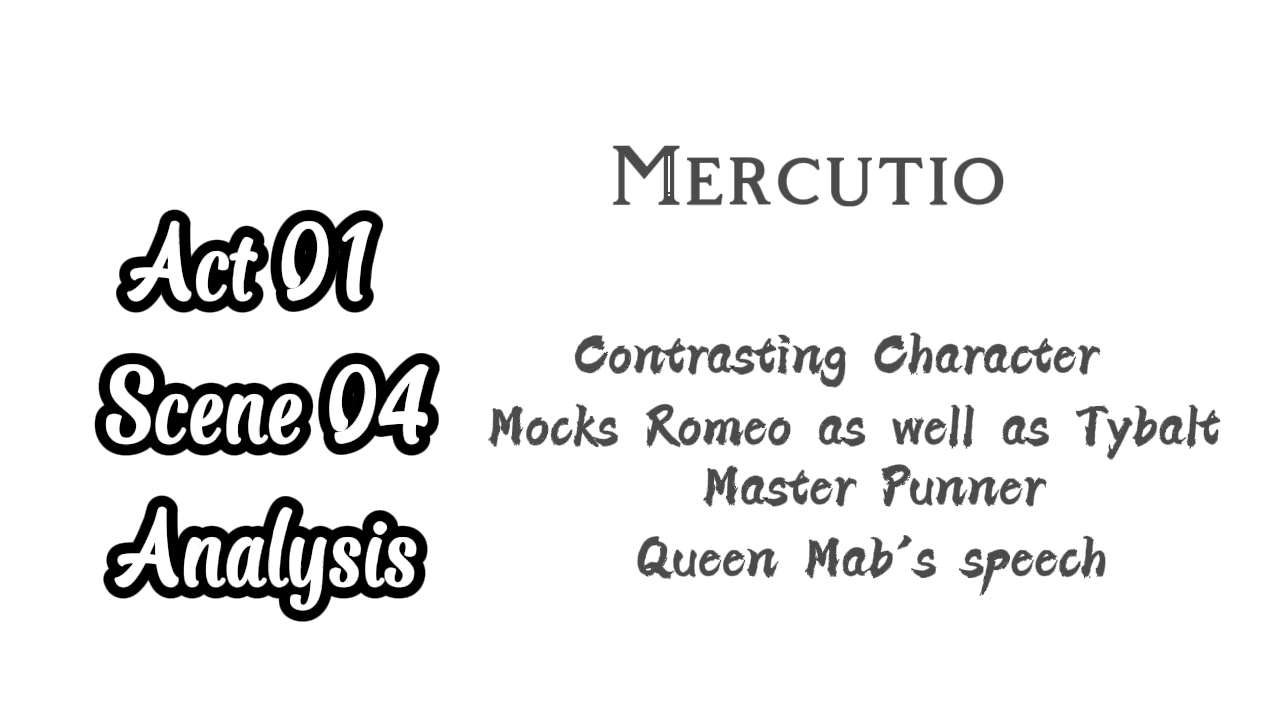 Act 01
Scene 04
Analysis
Mercutio
Contrasting Character
Mocks Romeo as well as Tybalt
Master Punner
Queen Mab's speech